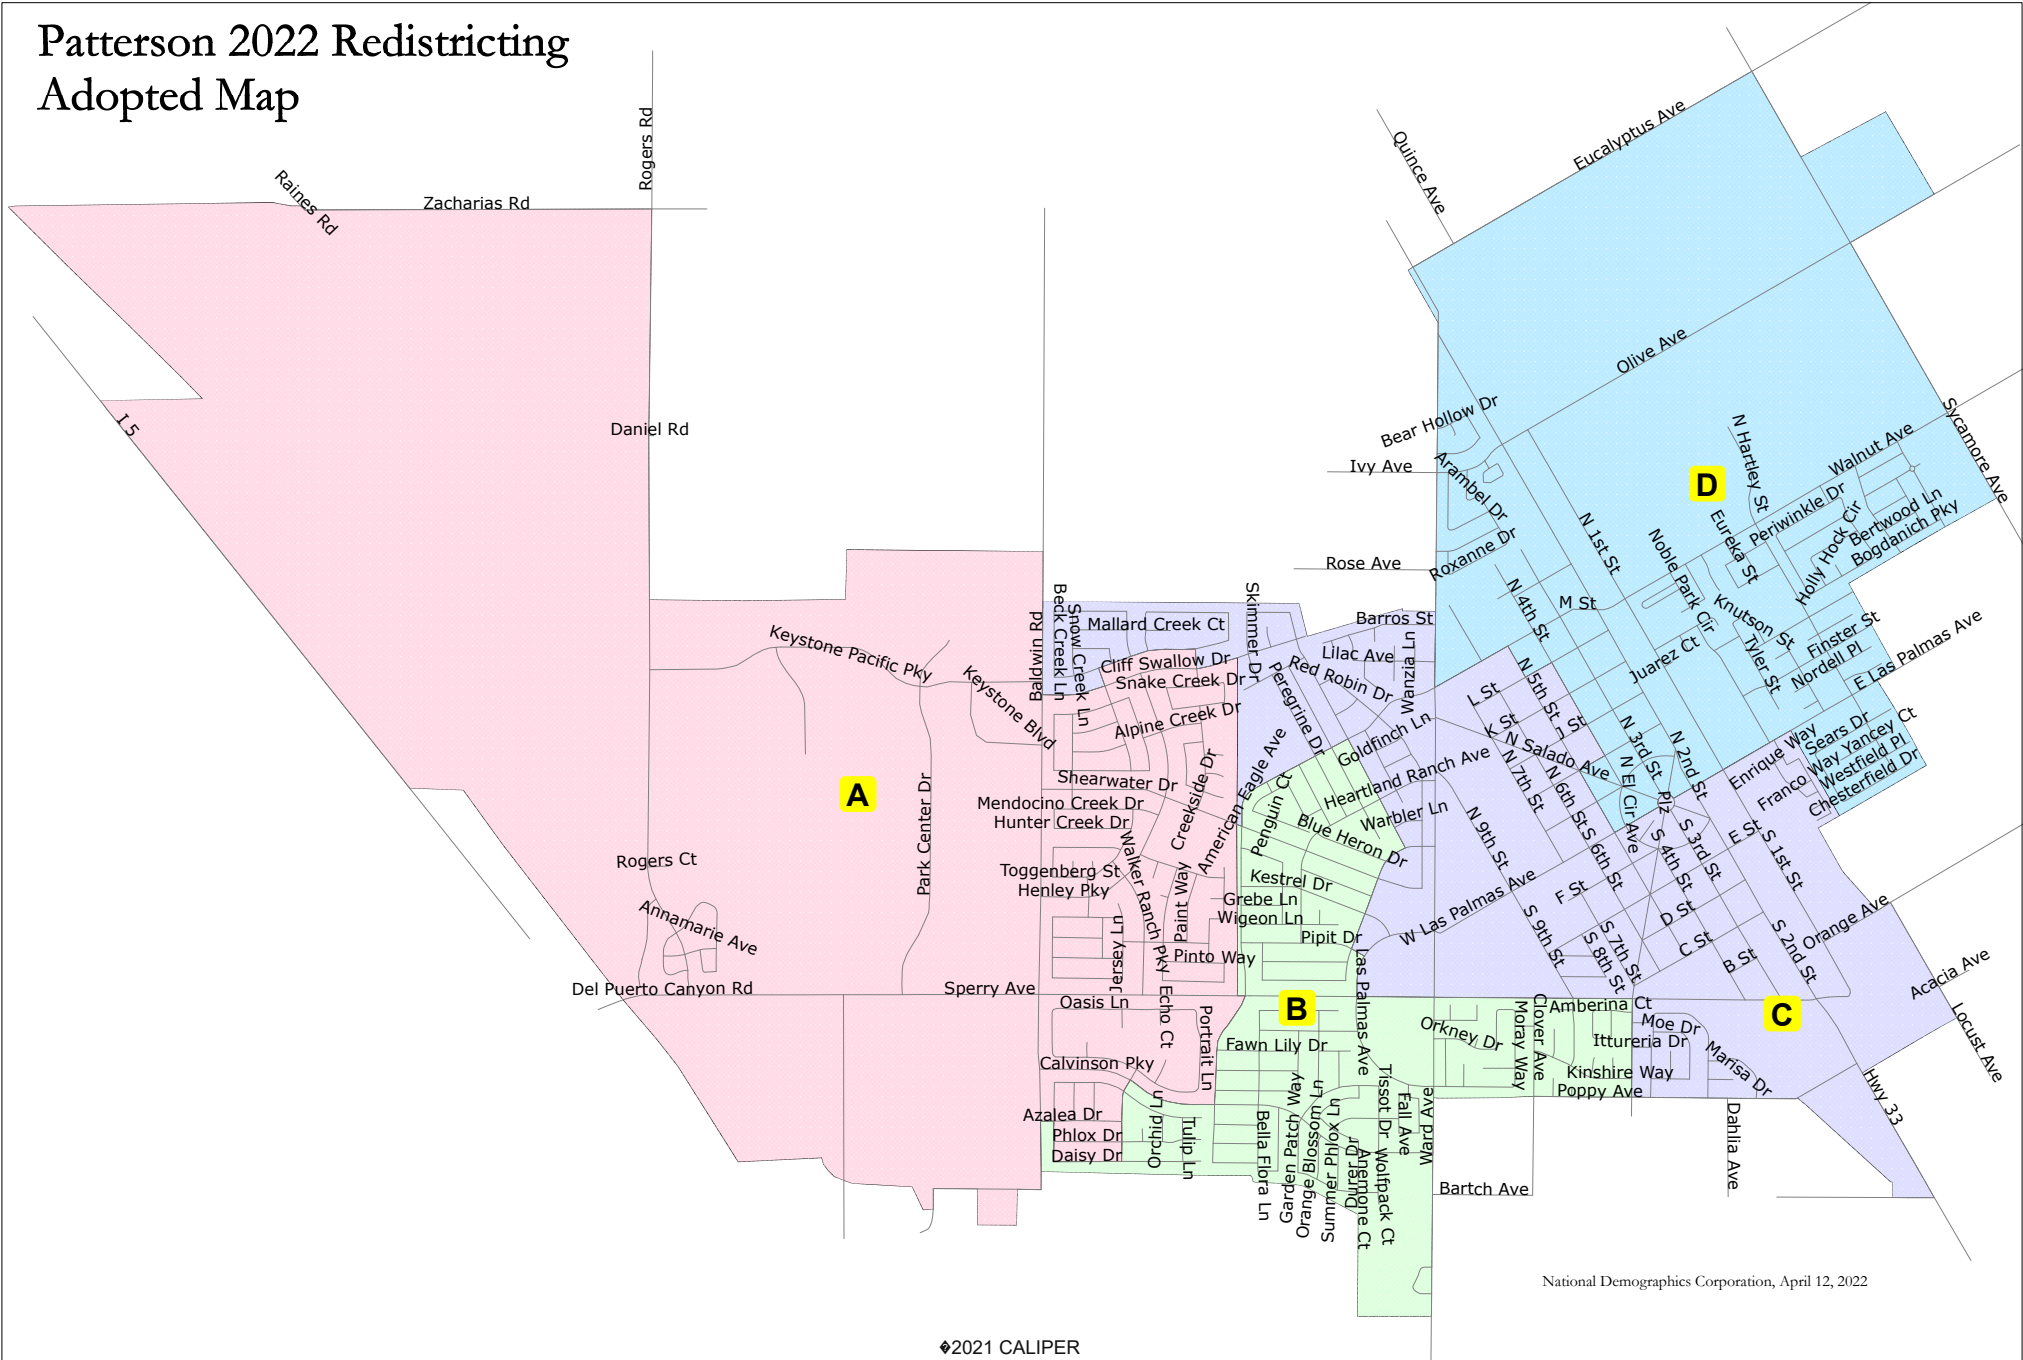 Patterson 2022 Redistricting
Adopted Map
Rogers Rd
Raines Rd
Zacharias Rd
Quince Ave
Eucalyptus Ave
Olive Ave
I 5
Daniel Rd
Bear Hollow Dr
Ivy Ave
Arambel Dr
Sycamore Ave
N Hartley St
Walnut Ave
D
Periwinkle Dr
Eureka St
Bertwood Ln
Bogdanich Pky
Holly Hock Cir
N 1st St
Noble Park Cir
Roxanne Dr
Rose Ave
N 4th St
M St
Knutson St
Tyler St
Finster St
Nordell Pl
E Las Palmas Ave
Juarez Ct
Baldwin Rd
Beck Creek Ln
Snow Creek Ln
Mallard Creek Ct
Skimmer Dr
Barros St
Keystone Pacific Pky
Keystone Blvd
Cliff Swallow Dr
Snake Creek Dr
Alpine Creek Dr
Lilac Ave
Red Robin Dr
Wanzia Ln
Peregrine Dr
Goldfinch Ln
L St
K St
J St
N 5th St
N Salado Ave
N 3rd St
N 2nd St
Enrique Way
Sears Dr
Franco Way
Yancey Ct
Westfield Pl
Chesterfield Dr
A
Shearwater Dr
Mendocino Creek Dr
Hunter Creek Dr
Creekside Dr
American Eagle Ave
Penguin Ct
Heartland Ranch Ave
Warbler Ln
Blue Heron Dr
N 7th St
N 6th St
N El Cir Ave
Plz
N 9th St
S 6th St
S 4th St
S 3rd St
E St
S 1st St
Park Center Dr
Rogers Ct
Toggenberg St
Henley Pky
Walker Ranch Pky
Paint Way
Kestrel Dr
Grebe Ln
Wigeon Ln
Pipit Dr
W Las Palmas Ave
F St
D St
C St
B St
Orange Ave
Annamarie Ave
Jersey Ln
Pinto Way
Las Palmas Ave
S 9th St
S 8th St
S 7th St
S 2nd St
Acacia Ave
Locust Ave
Del Puerto Canyon Rd
Sperry Ave
Oasis Ln
Echo Ct
Portrait Ln
B
C
Fawn Lily Dr
Orkney Dr
Moray Way
Clover Ave
Amberina Ct
Moe Dr
Ittureria Dr
Marisa Dr
Kinshire Way
Poppy Ave
Hwy 33
Calvinson Pky
Azalea Dr
Phlox Dr
Daisy Dr
Orchid Ln
Tulip Ln
Bella Flora Ln
Garden Patch Way
Orange Blossom Ln
Summer Phlox Ln
Durer Dr
Anemone Ct
Tissot Dr
Wolfpack Ct
Fall Ave
Ward Ave
Bartch Ave
Dahlia Ave
National Demographics Corporation, April 12, 2022
�2021 CALIPER